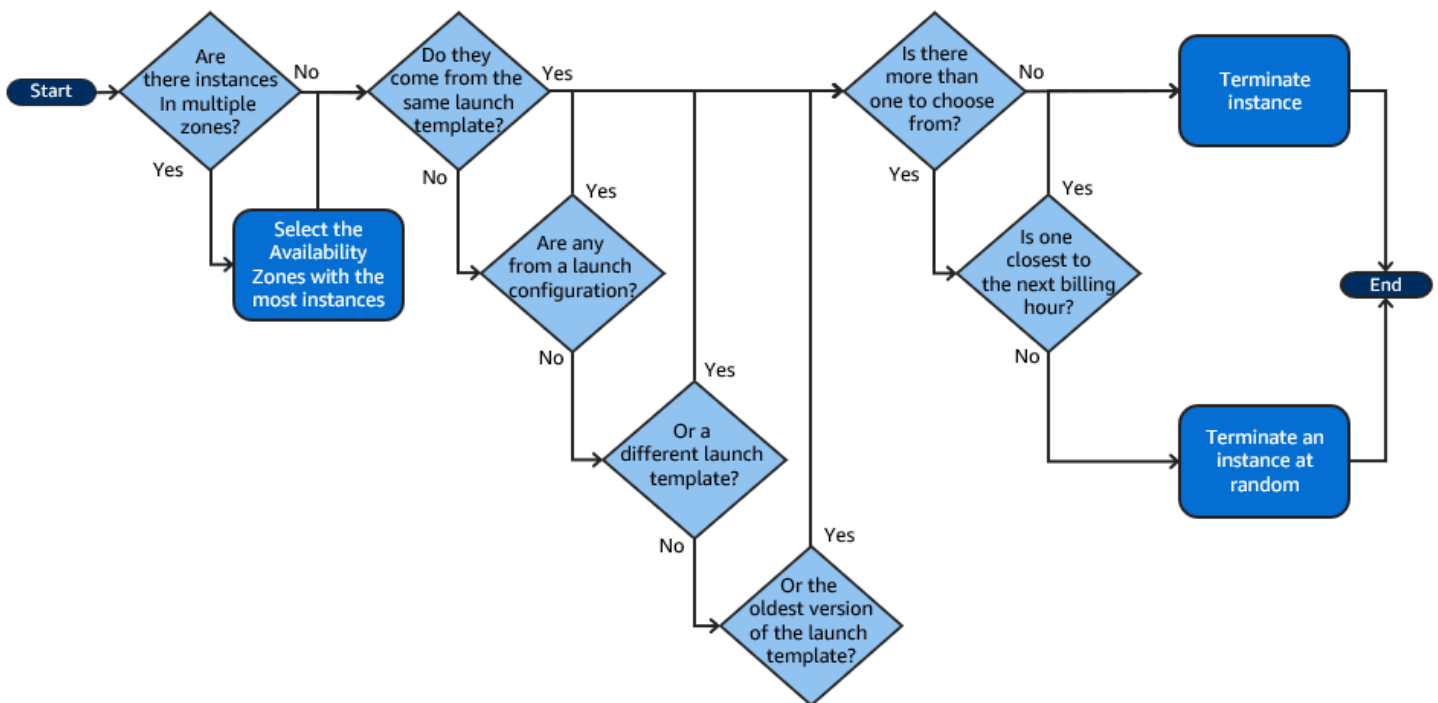 Start
Are
there instances
In multiple
zones?
No
Yes
Select the
Availability
Zones with the
most instances
Do they
come from the
same launch
template?
Yes
No
Are any
from a launch
configuration?
Yes
No
Or a
different launch
template?
Yes
No
Or the
oldest version
of the launch
template?
Yes
Is there
more than
one to choose
from?
No
Yes
Is one
closest to
the next billing
hour?
Yes
No
Terminate
instance
Terminate an
instance at
random
End